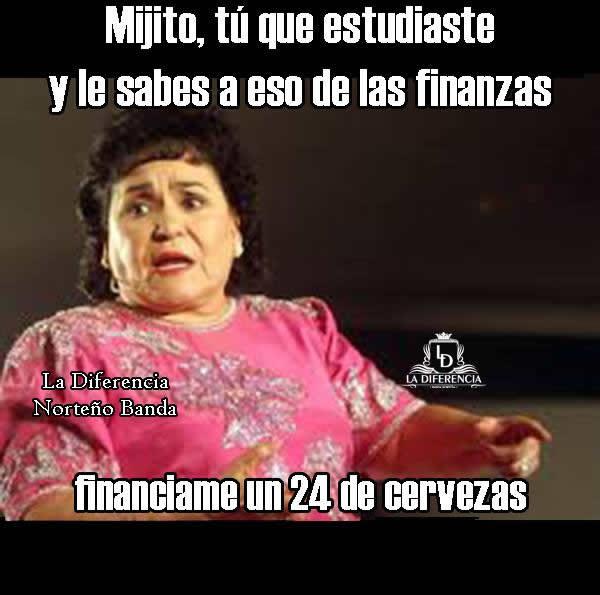 Mijito, tú que estudiaste
y le sabes a eso de las finanzas
LD
LA DIFERENCIA
La Diferencia
Norteño Banda
financiame un 24 de cervezas